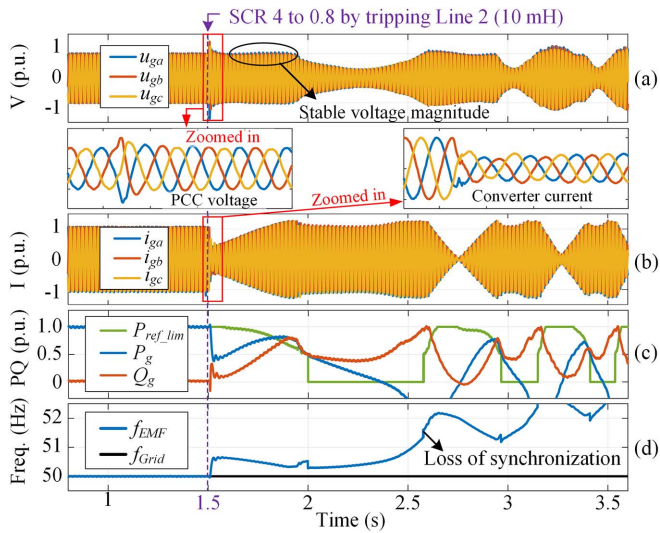 SCR 4 to 0.8 by tripping Line 2 (10 mH)
V (p.u.)
1
0
-1
u_ga
u_gb
u_gc
Stable voltage magnitude
(a)
Zoomed in
PCC voltage
Zoomed in
Converter current
I (p.u.)
1
0
-1
i_ga
i_gb
i_gc
(b)
PQ (p.u.)
1.0
0.5
0
P_ref_lim
P_g
Q_g
(c)
Freq. (Hz)
52
51
50
f_EMF
f_Grid
Loss of synchronization
(d)
1 1.5 2 2.5 3 3.5
Time (s)